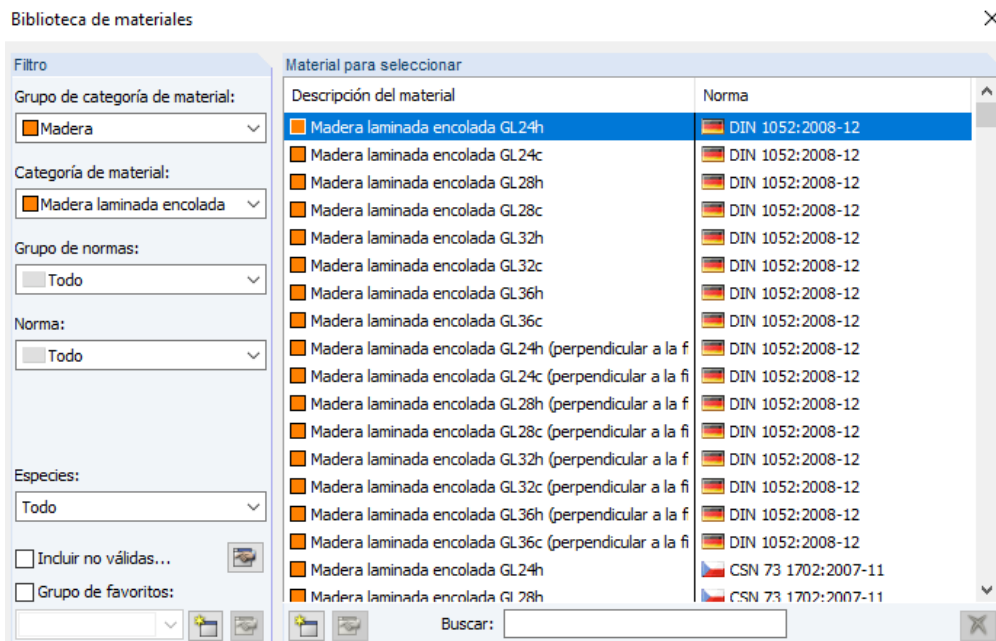 Biblioteca de materiales
Filtro
Grupo de categoría de material:
Madera
Categoría de material:
Madera laminada encolada
Grupo de normas:
Todo
Norma:
Todo
Especies:
Todo
Incluir no válidas...
Grupo de favoritos:
Material para seleccionar
Descripción del material Norma
Madera laminada encolada GL24h DIN 1052:2008-12
Madera laminada encolada GL24c DIN 1052:2008-12
Madera laminada encolada GL28h DIN 1052:2008-12
Madera laminada encolada GL28c DIN 1052:2008-12
Madera laminada encolada GL32h DIN 1052:2008-12
Madera laminada encolada GL32c DIN 1052:2008-12
Madera laminada encolada GL36h DIN 1052:2008-12
Madera laminada encolada GL36c DIN 1052:2008-12
Madera laminada encolada GL24h (perpendicular a la f DIN 1052:2008-12
Madera laminada encolada GL24c (perpendicular a la fi DIN 1052:2008-12
Madera laminada encolada GL28h (perpendicular a la f DIN 1052:2008-12
Madera laminada encolada GL28c (perpendicular a la fi DIN 1052:2008-12
Madera laminada encolada GL32h (perpendicular a la f DIN 1052:2008-12
Madera laminada encolada GL32c (perpendicular a la fi DIN 1052:2008-12
Madera laminada encolada GL36h (perpendicular a la f DIN 1052:2008-12
Madera laminada encolada GL36c (perpendicular a la fi DIN 1052:2008-12
Madera laminada encolada GL24h CSN 73 1702:2007-11
Madera laminada encolada GL28h CSN 73 1702:2007-11
Buscar: